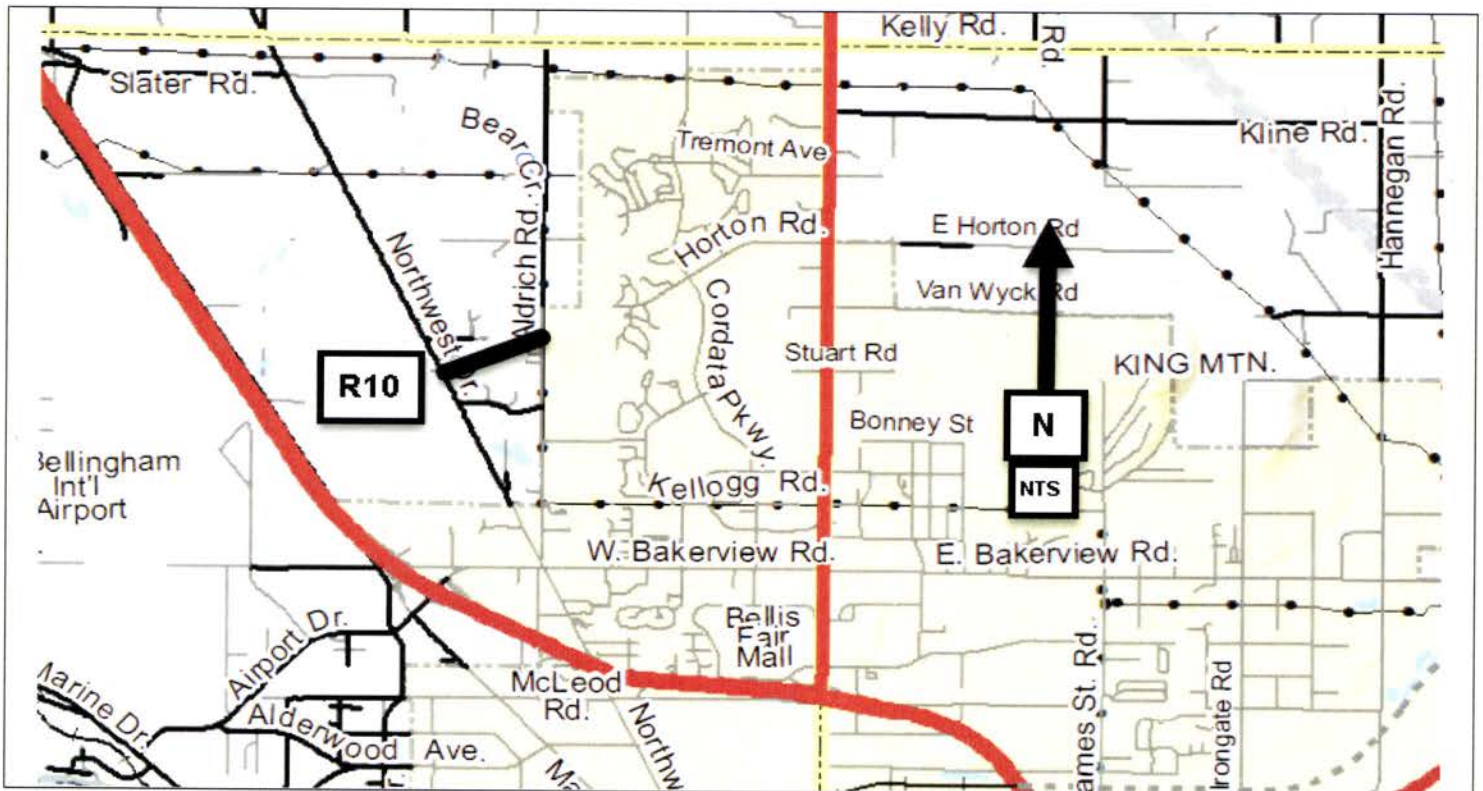 Kelly Rd.
Rd.
Slater Rd.
Bear Cr.
Tremont Ave
Kline Rd.
Hannegan Rd.
Aldrich Rd.
Horton Rd.
E Horton Rd
Northwest Dr.
Cordata Pkwy.
Van Wyck Rd
Stuart Rd
KING MTN.
R10
N
NTS
Bonney St
Bellingham
Int'l
Airport
Kellogg Rd.
W. Bakerview Rd.
E. Bakerview Rd.
Airport Dr.
Bellis
Fair
Mall
Marine Dr.
McLeod
Rd.
Alderwood Ave.
Northw
Ma
ames St. Rd.
Irongate Rd